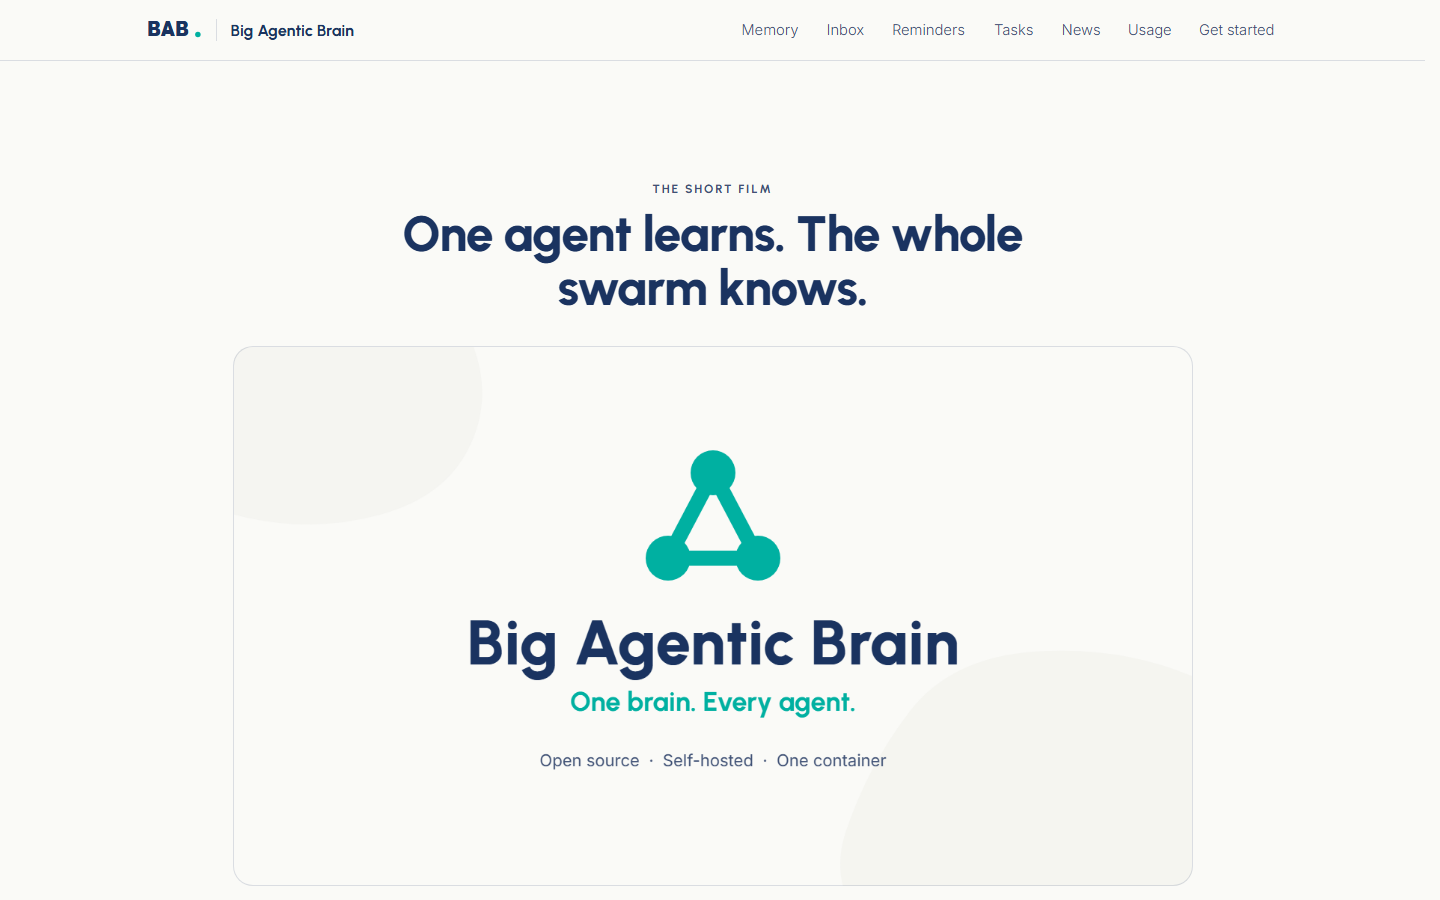 BAB.
Big Agentic Brain
Memory
Inbox
Reminders
Tasks
News
Usage
Get started
THE SHORT FILM
One agent learns. The whole
swarm knows.
Big Agentic Brain
One brain. Every agent.
Open source · Self-hosted · One container